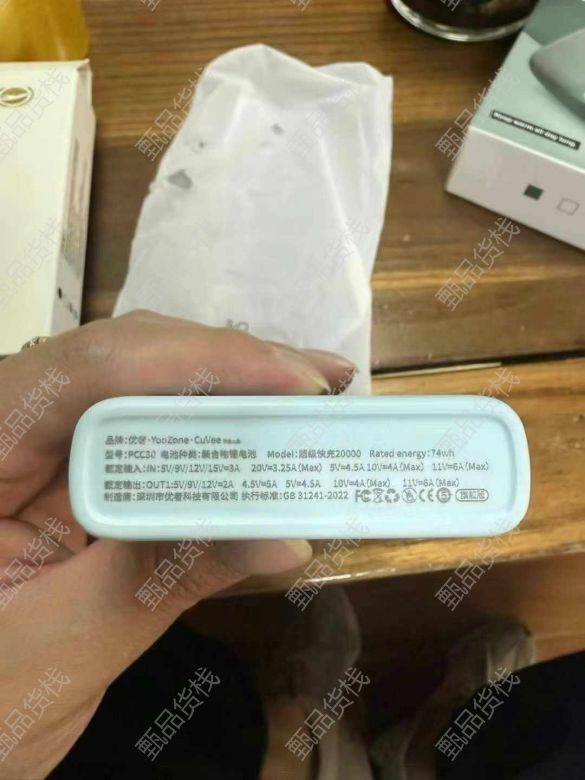 品牌:优者·YooZone·CuVee
型号:PCC30 电池种类:聚合物锂电池 Model:超级快充20000 Rated energy:74wh
额定输入:IN:5V/9V/12V/15V=3A 20V=3.25A(Max) 5V=4.5A 10V=4A(Max) 11V=6A(Max)
额定输出:OUT1:5V/9V/12V=2A 4.5V=5A 5V=4.5A 10V=4A(Max) 11V=6A(Max)
制造商:深圳市优者科技有限公司 执行标准:GB 31241-2022 FC CE 旗舰版
甄品货栈